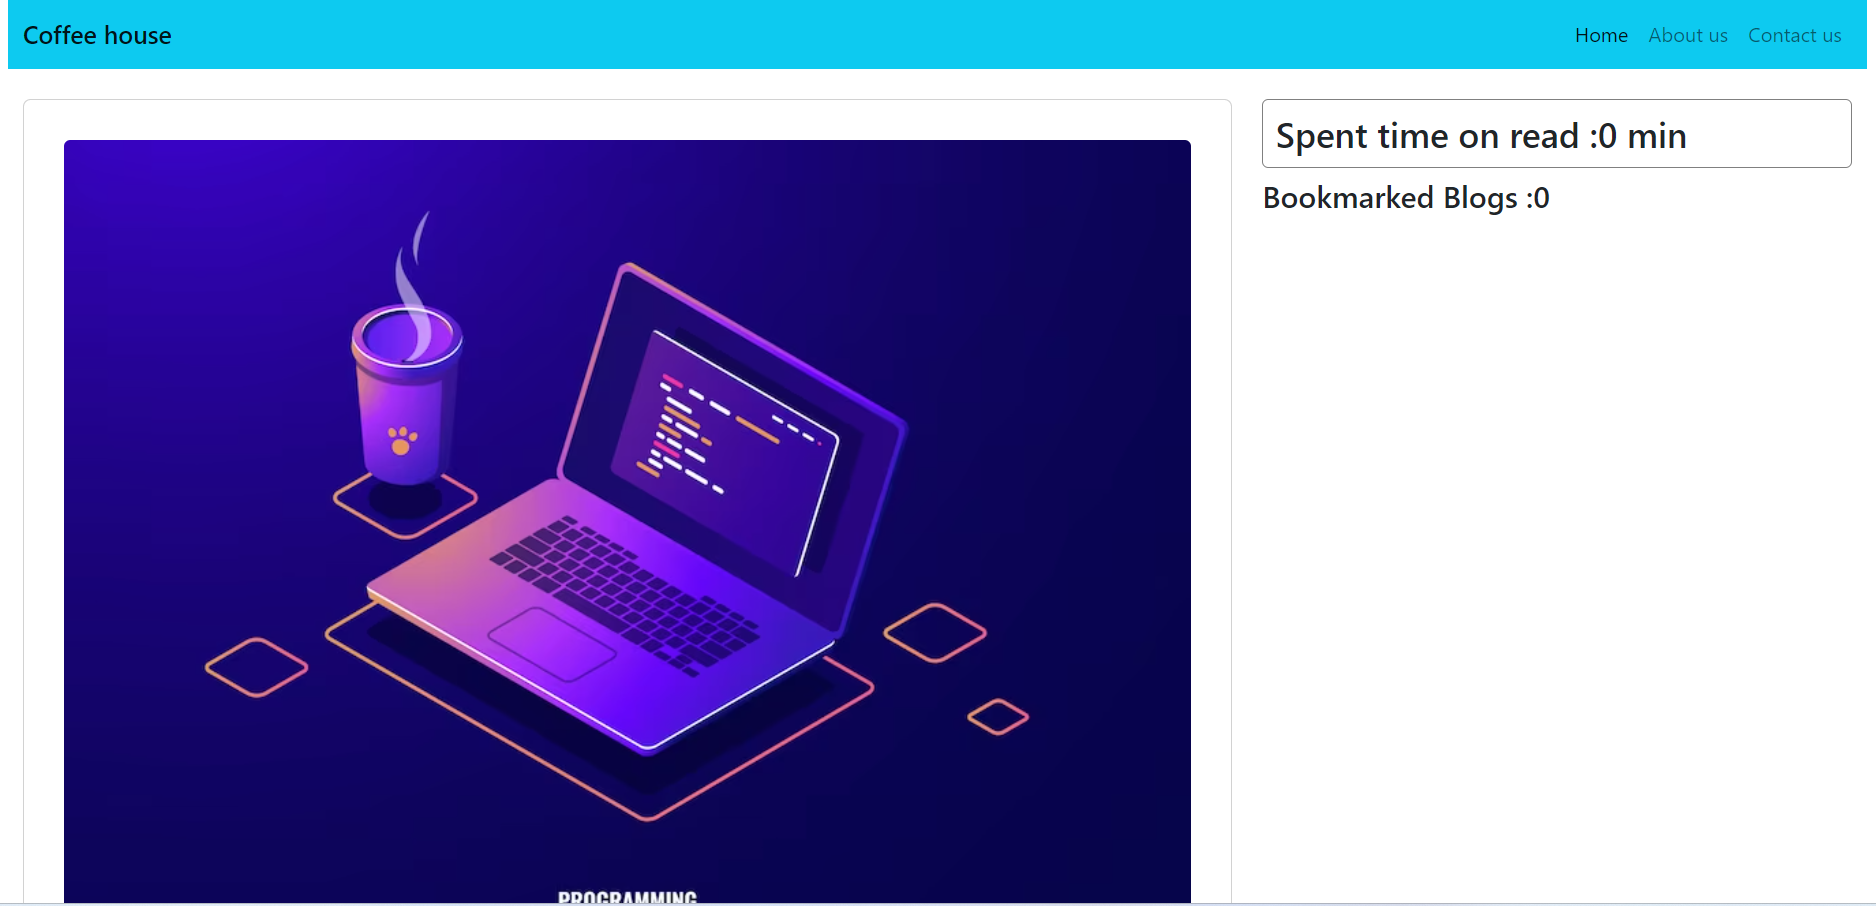 Coffee house
Home About us Contact us
Spent time on read :0 min
Bookmarked Blogs :0
PROGRAMMING